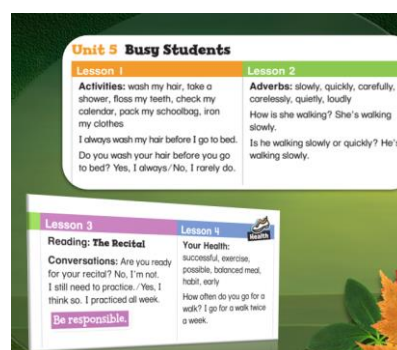 Unit 5 Busy Students
Lesson 1
Activities: wash my hair, take a
shower, floss my teeth, check my
calendar, pack my schoolbag, iron
my clothes
I always wash my hair before I go to bed.
Do you wash your hair before you go
to bed? Yes, I always/No, I rarely do.
Lesson 2
Adverbs: slowly, quickly, carefully,
carelessly, quietly, loudly
How is she walking? She's walking
slowly.
Is he walking slowly or quickly? He's
walking slowly.
Lesson 3
Reading: The Recital
Conversations: Are you ready
for your recital? No, I'm not.
I still need to practice./Yes, I
think so. I practiced all week.
Be responsible.
Lesson 4
Health
Your Health:
successful, exercise,
possible, balanced meal,
habit, early
How often do you go for a
walk? I go for a walk twice
a week.